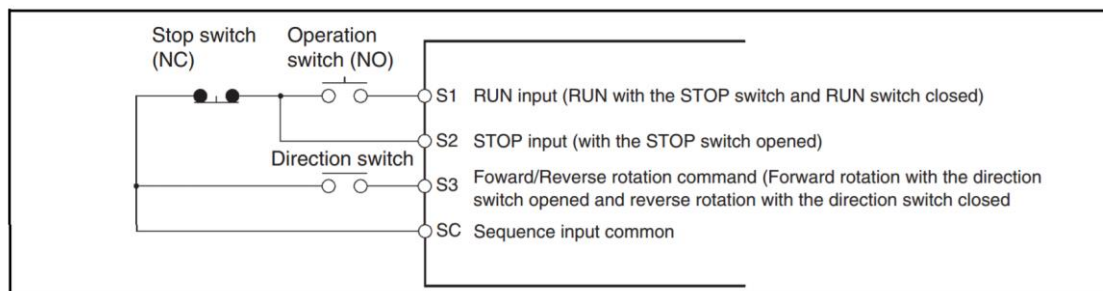 Stop switch
(NC)
Operation
switch (NO)
S1 RUN input (RUN with the STOP switch and RUN switch closed)
S2 STOP input (with the STOP switch opened)
Direction switch
S3 Foward/Reverse rotation command (Forward rotation with the direction
switch opened and reverse rotation with the direction switch closed
SC Sequence input common